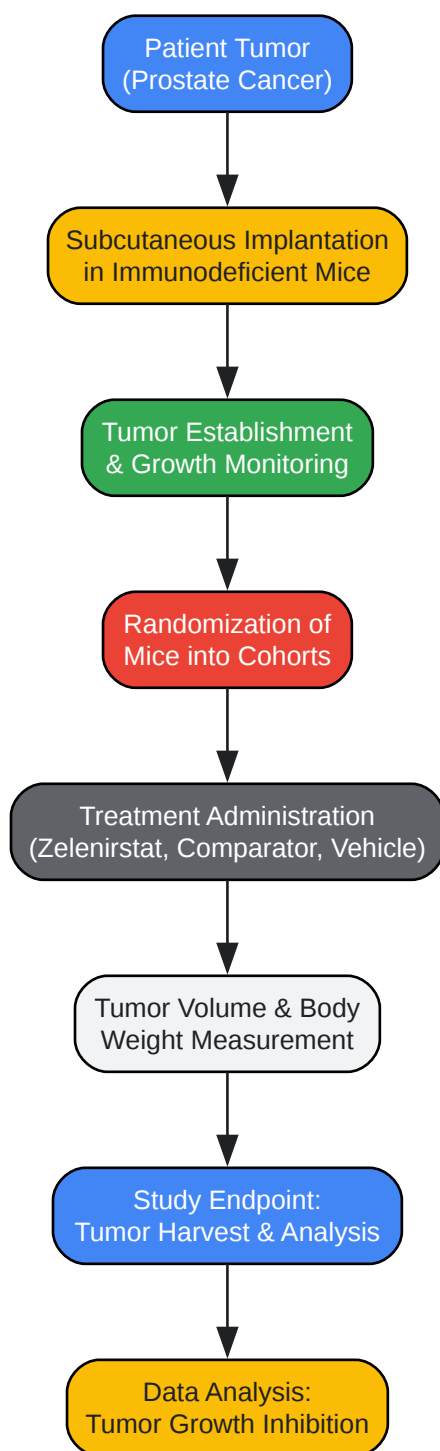 Patient Tumor
(Prostate Cancer)
Subcutaneous Implantation
in Immunodeficient Mice
Tumor Establishment
& Growth Monitoring
Randomization of
Mice into Cohorts
Treatment Administration
(Zelenirstat, Comparator, Vehicle)
Tumor Volume & Body
Weight Measurement
Study Endpoint:
Tumor Harvest & Analysis
Data Analysis:
Tumor Growth Inhibition